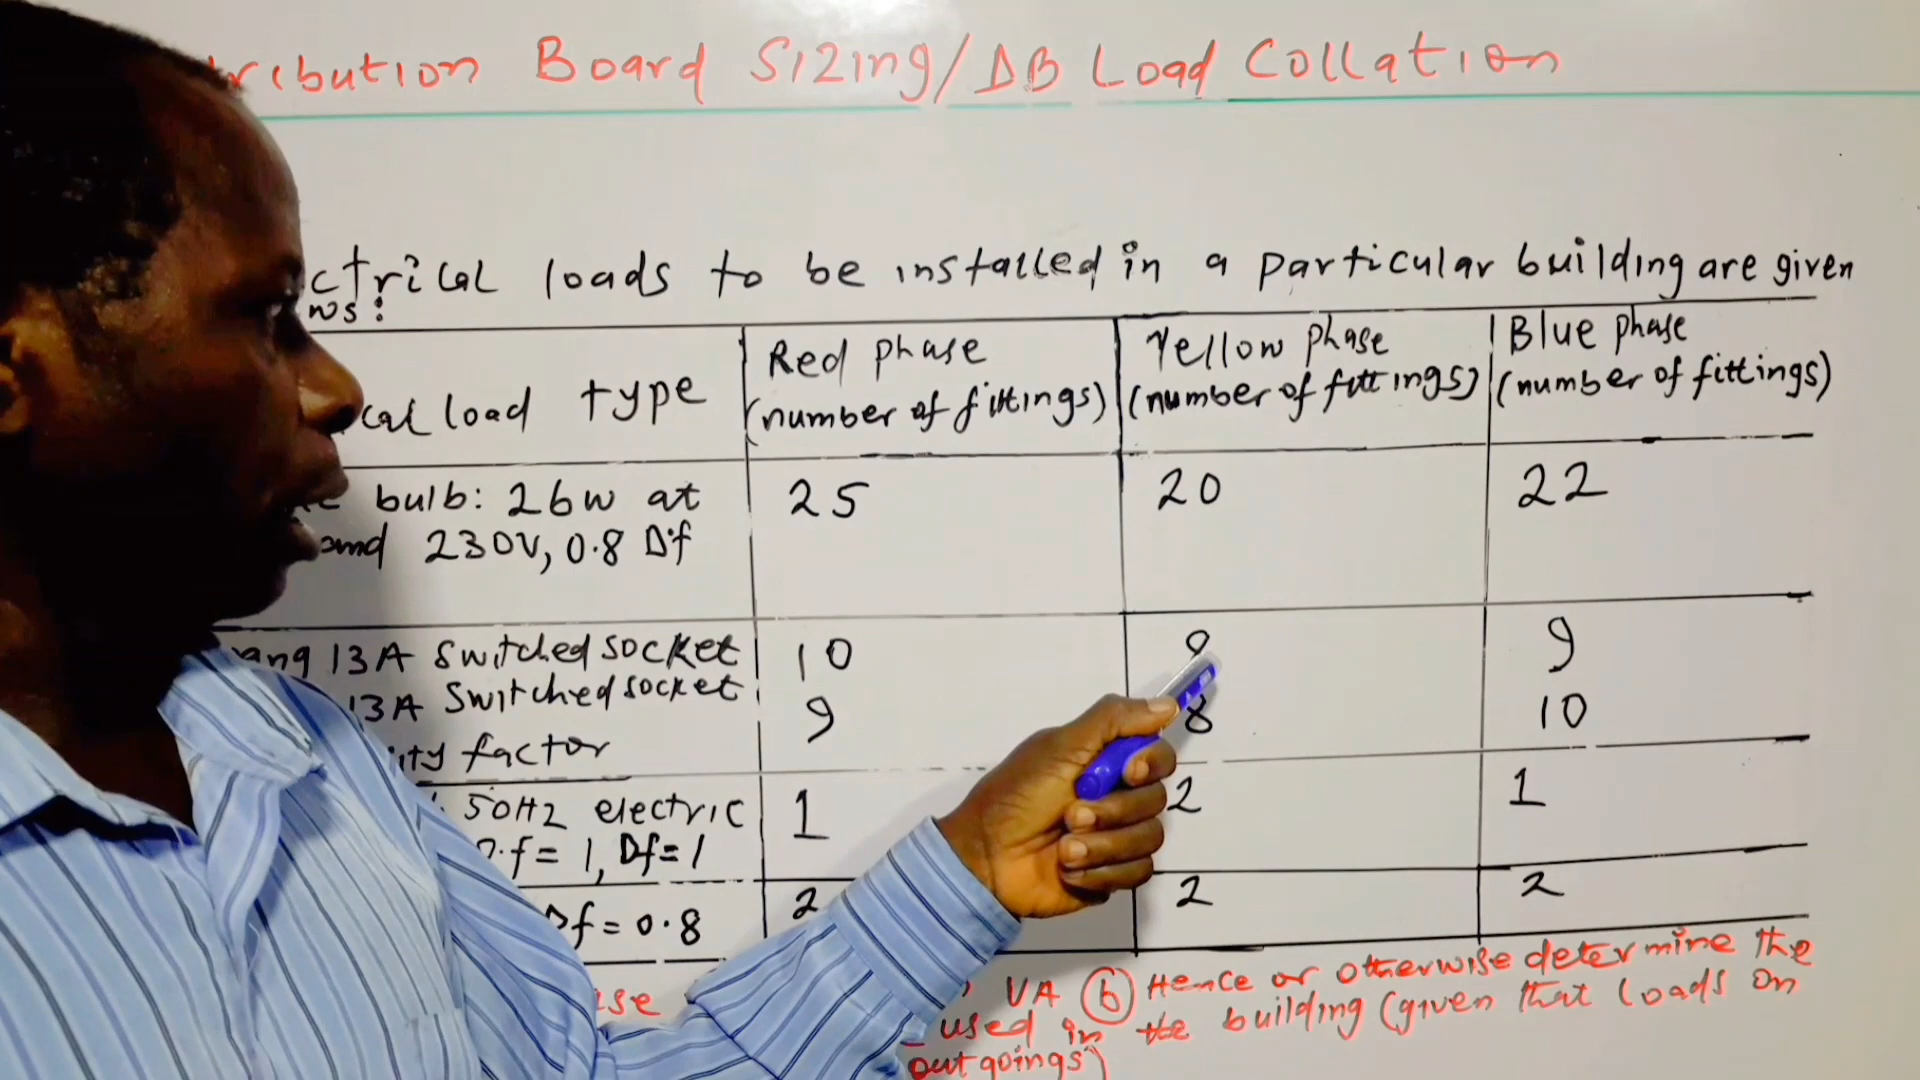 ribution Board Sizing/DB Load Collation
ctrical loads to be installed in a particular building are given
ws:
cal load type
Red phase
(number of fittings)
Yellow phase
(number of fittings)
Blue phase
(number of fittings)
bulb: 26w at
and 230V, 0.8 Df
25
20
22
ang 13A switched socket
13A switched socket
ity factor
10
9
8
9
10
50Hz electric
P.f = 1, Df=1
1
2
1
Df = 0.8
2
2
2
VA (b) Hence or otherwise determine the
used in the building (given that loads on
outgoings)